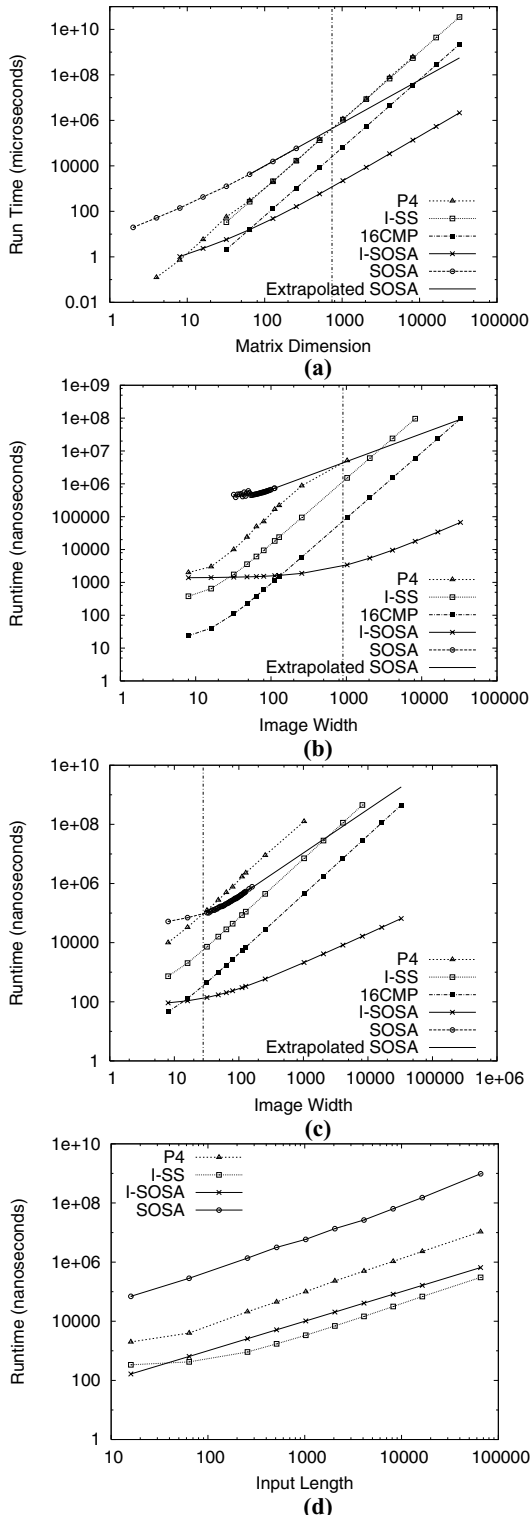 1e+10
1e+08
1e+06
10000
100
1
0.01
Run Time (microseconds)
P4
I-SS
16CMP
I-SOSA
SOSA
Extrapolated SOSA
1 10 100 1000 10000 100000
Matrix Dimension
(a)
1e+09
1e+08
1e+07
1e+06
100000
10000
1000
100
10
1
Runtime (nanoseconds)
P4
I-SS
16CMP
I-SOSA
SOSA
Extrapolated SOSA
1 10 100 1000 10000 100000
Image Width
(b)
1e+10
1e+08
1e+06
10000
100
1
Runtime (nanoseconds)
P4
I-SS
16CMP
I-SOSA
SOSA
Extrapolated SOSA
1 10 100 1000 10000 100000 1e+06
Image Width
(c)
1e+10
1e+08
1e+06
10000
100
1
Runtime (nanoseconds)
P4
I-SS
I-SOSA
SOSA
10 100 1000 10000 100000
Input Length
(d)